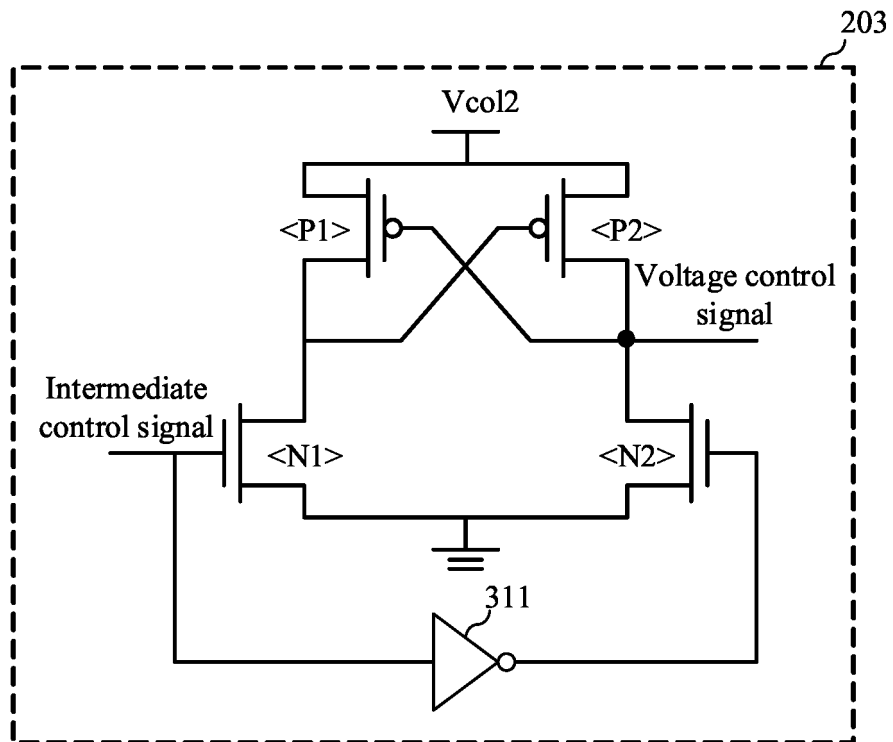 203
Vcol2
<P1>
<P2>
Voltage control
signal
Intermediate
control signal
<N1>
<N2>
311